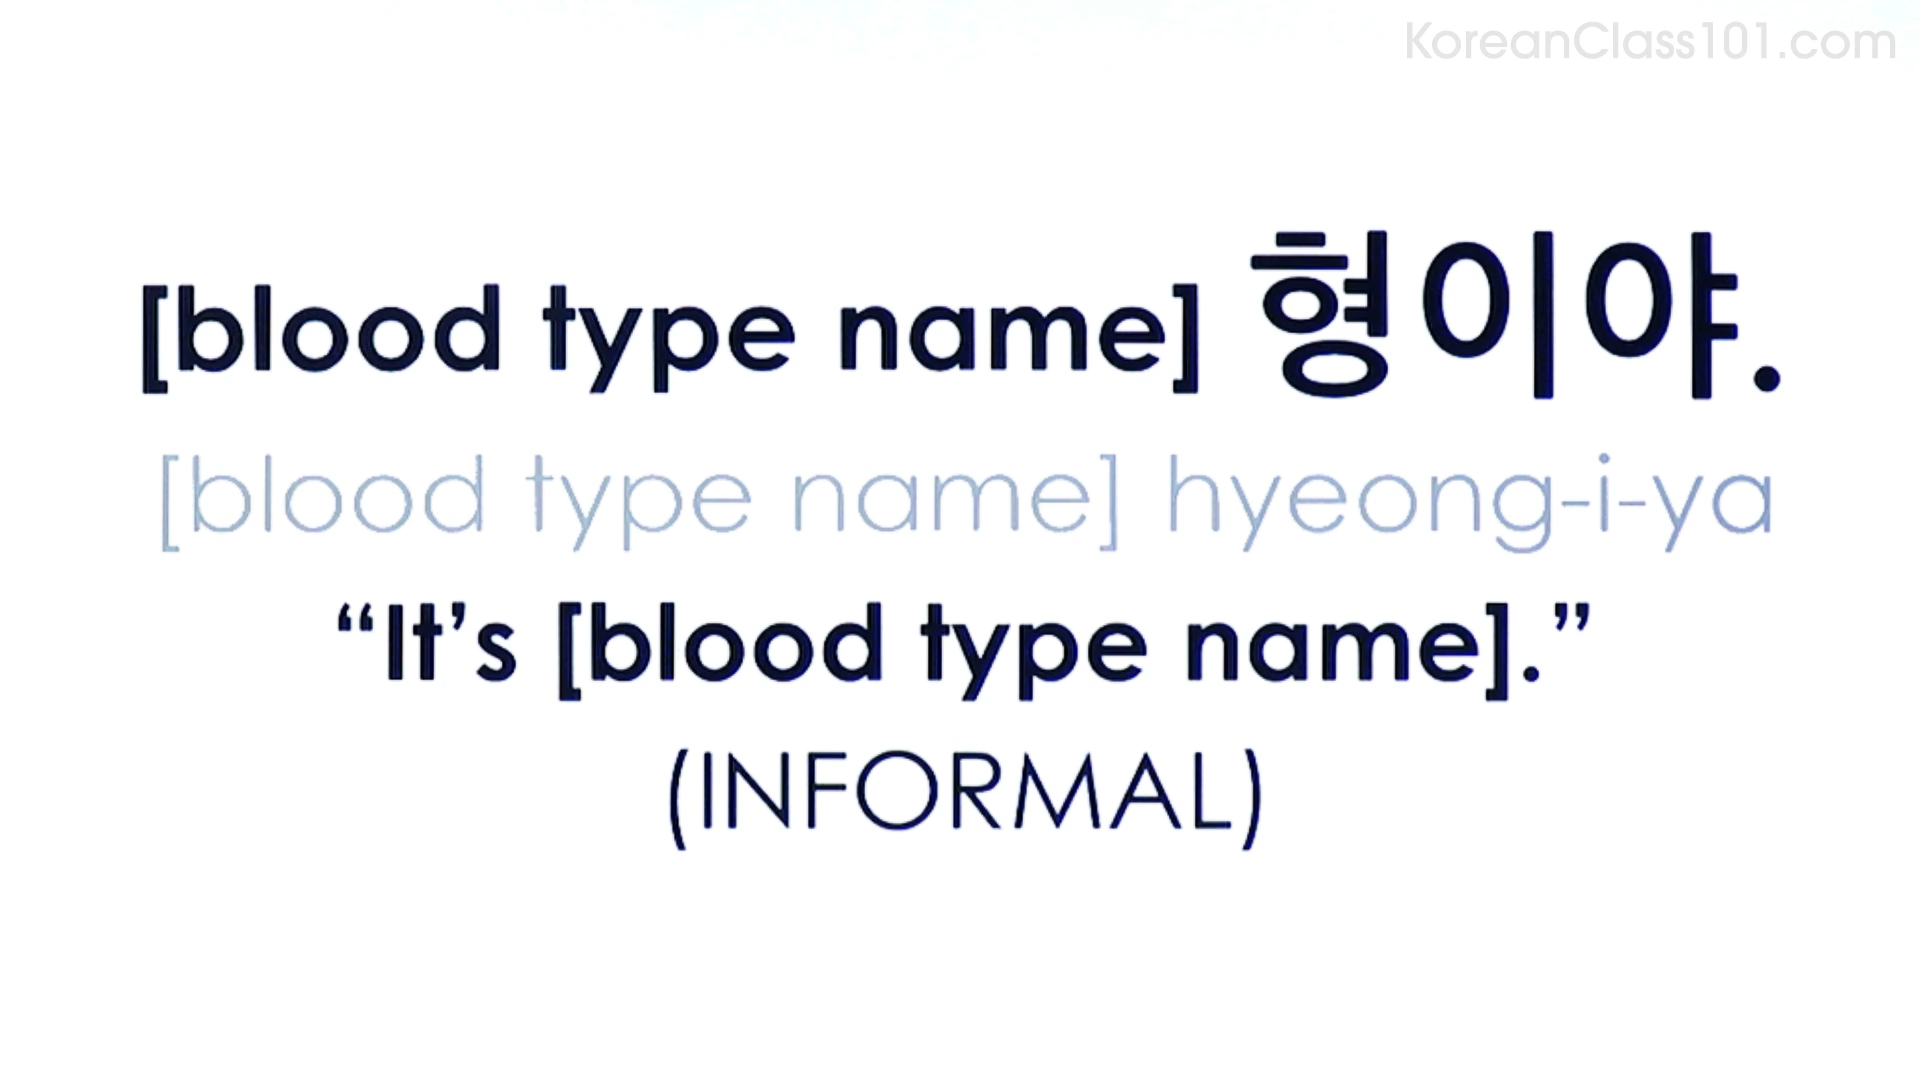 KoreanClass101.com
[blood type name] 형이야.
[blood type name] hyeong-i-ya
“It’s [blood type name].”
(INFORMAL)